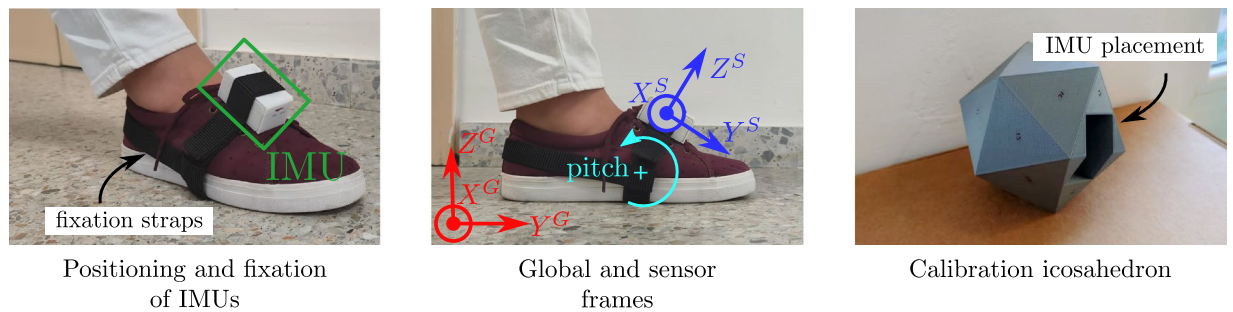 IMU
fixation straps
Positioning and fixation
of IMUs
Z^S
X^S
Y^S
Z^G
pitch +
X^G
Y^G
Global and sensor
frames
IMU placement
Calibration icosahedron